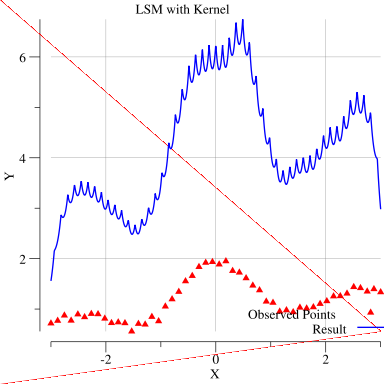 LSM with Kernel
6
4
2
Y
Observed Points
Result
-2
0
2
X